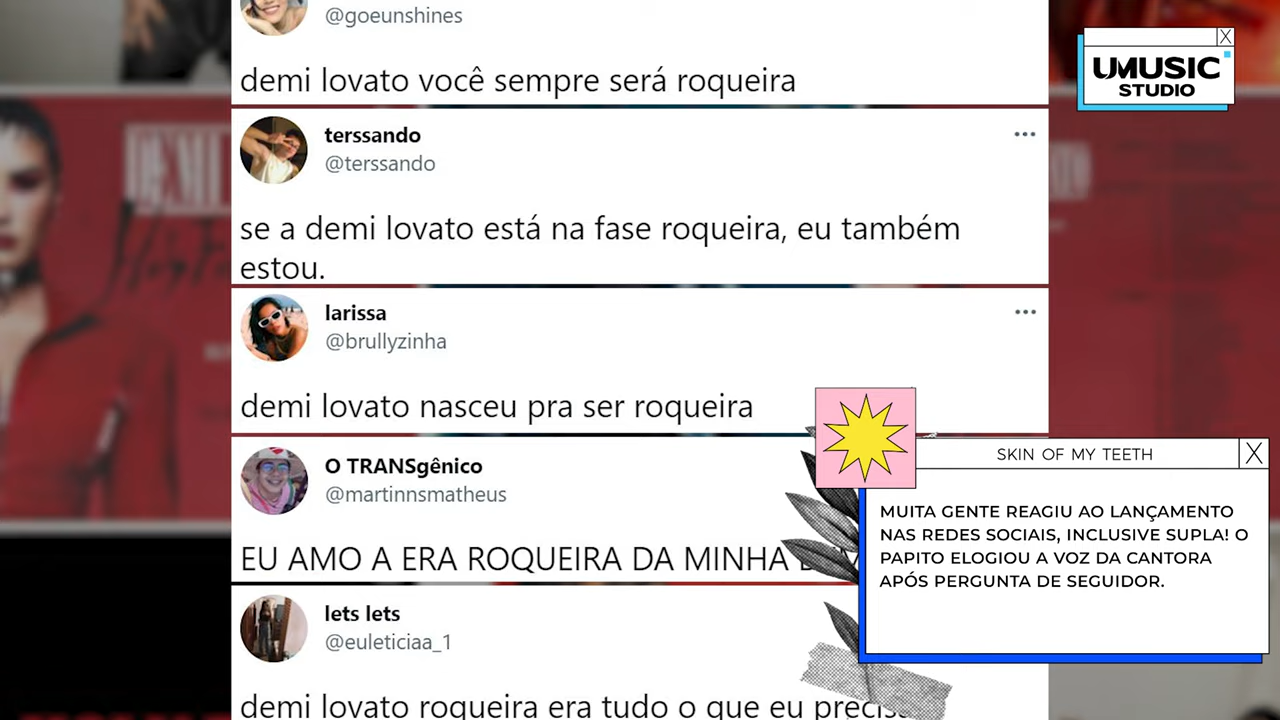 @goeunshines
demi lovato você sempre será roqueira
terssando
@terssando
se a demi lovato está na fase roqueira, eu também
estou.
larissa
@brullyzinha
demi lovato nasceu pra ser roqueira
O TRANSgênico
@martinnsmatheus
EU AMO A ERA ROQUEIRA DA MINHA
lets lets
@euleticiaa_1
demi lovato roqueira era tudo o que eu
UMUSIC
STUDIO
X
SKIN OF MY TEETH
X
MUITA GENTE REAGIU AO LANÇAMENTO
NAS REDES SOCIAIS, INCLUSIVE SUPLA! O
PAPITO ELOGIOU A VOZ DA CANTORA
APÓS PERGUNTA DE SEGUIDOR.